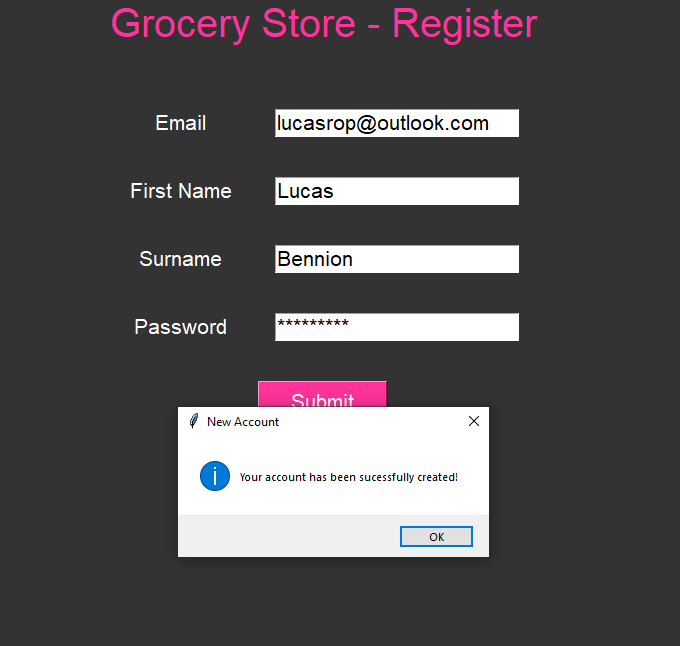 Grocery Store - Register
Email
lucasrop@outlook.com
First Name
Lucas
Surname
Bennion
Password
*********
Submit
New Account
Your account has been sucessfully created!
OK